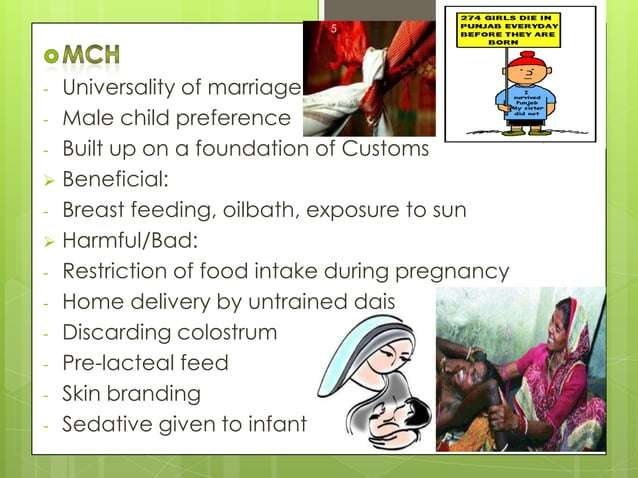 5
274 GIRLS DIE IN
PUNJAB EVERYDAY
BEFORE THEY ARE
BORN
I
survived
Punjab
My sister
did not
MCH
- Universality of marriage
- Male child preference
- Built up on a foundation of Customs
Beneficial:
- Breast feeding, oilbath, exposure to sun
Harmful/Bad:
- Restriction of food intake during pregnancy
- Home delivery by untrained dais
- Discarding colostrum
- Pre-lacteal feed
- Skin branding
- Sedative given to infant